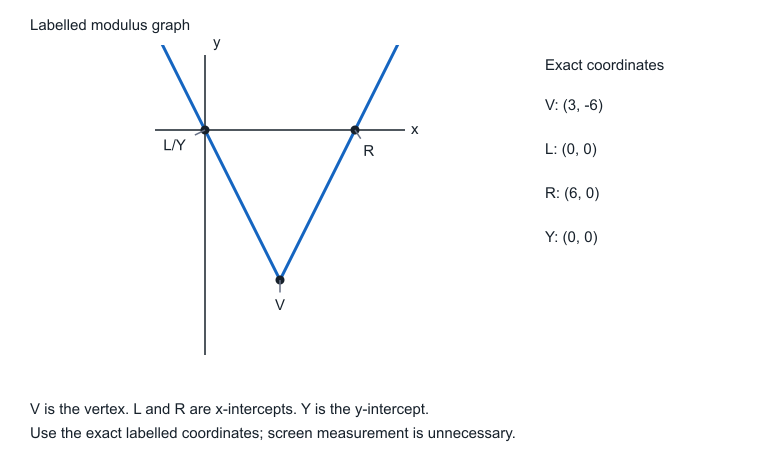 Labelled modulus graph
y
x
L/Y
R
V
Exact coordinates
V: (3, -6)
L: (0, 0)
R: (6, 0)
Y: (0, 0)
V is the vertex. L and R are x-intercepts. Y is the y-intercept.
Use the exact labelled coordinates; screen measurement is unnecessary.